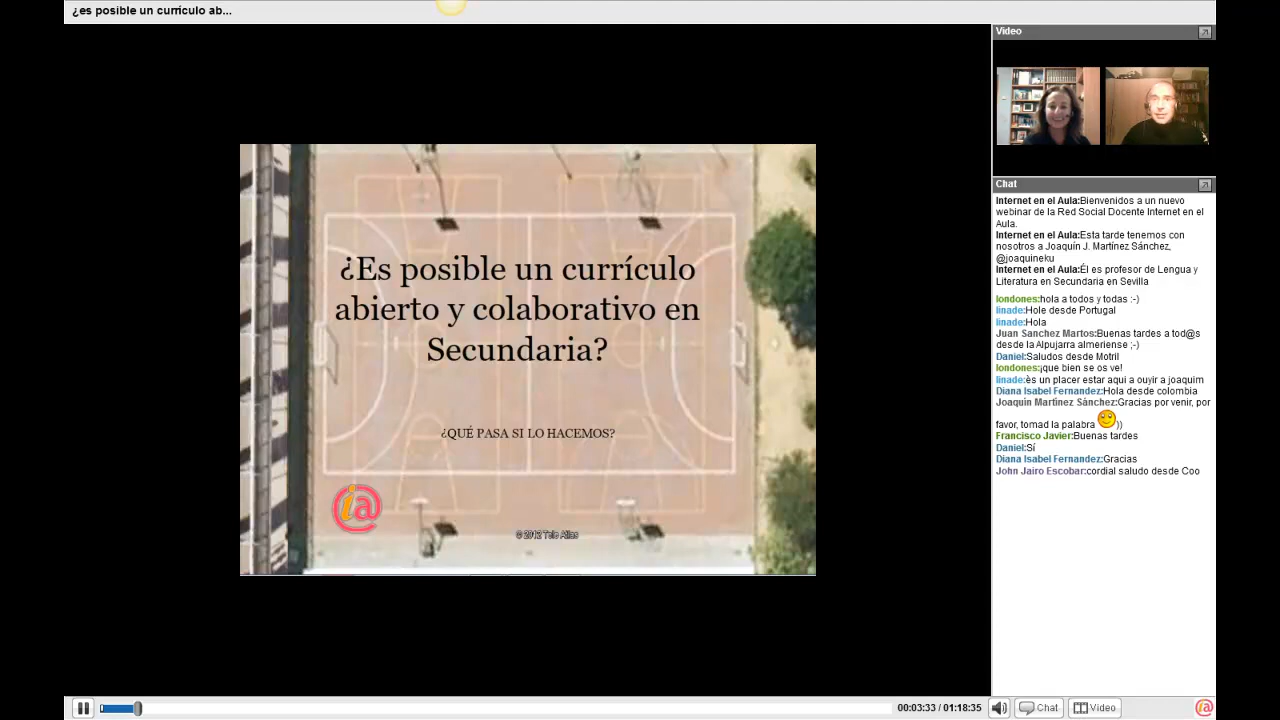 ¿es posible un curriculo ab...
¿Es posible un currículo
abierto y colaborativo en
Secundaria?
¿QUÉ PASA SI LO HACEMOS?
i@
© 2012 Tele Atlas
Video
Chat
Internet en el Aula:Bienvenidos a un nuevo
webinar de la Red Social Docente Internet en el
Aula.
Internet en el Aula:Esta tarde tenemos con
nosotros a Joaquín J. Martínez Sánchez,
@joaquineku
Internet en el Aula:Él es profesor de Lengua y
Literatura en Secundaria en Sevilla
londones:hola a todos y todas :-)
linade:Hole desde Portugal
linade:Hola
Juan Sanchez Martos:Buenas tardes a tod@s
desde la Alpujarra almeriense ;-)
Daniel:Saludos desde Motril
londones:¡que bien se os ve!
linade:ès un placer estar aqui a ouyir a joaquim
Diana Isabel Fernandez:Hola desde colombia
Joaquín Martínez Sánchez:Gracias por venir, por
favor, tomad la palabra ))
Francisco Javier:Buenas tardes
Daniel:Sí
Diana Isabel Fernandez:Gracias
John Jairo Escobar:cordial saludo desde Coo
00:03:33 / 01:18:35
Chat
Video